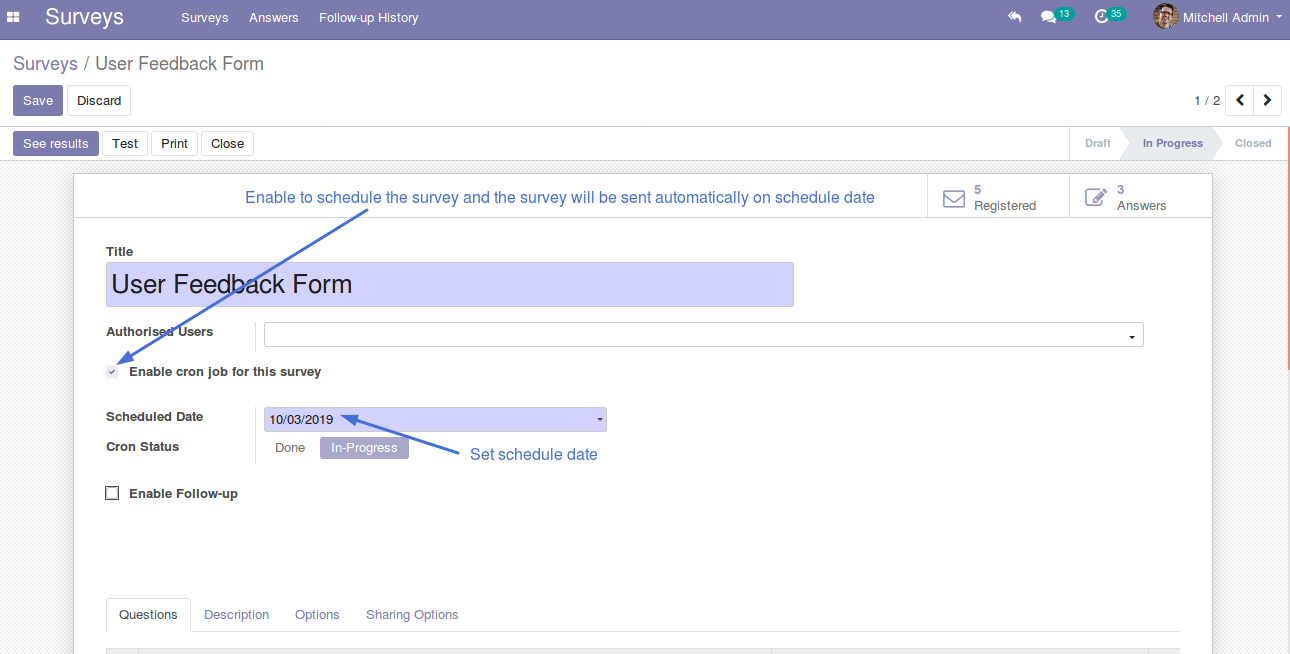 Surveys Surveys Answers Follow-up History 13 35 Mitchell Admin
Surveys / User Feedback Form
Save Discard 1 / 2
See results Test Print Close Draft In Progress Closed
Enable to schedule the survey and the survey will be sent automatically on schedule date
5
Registered
3
Answers
Title
User Feedback Form
Authorised Users
Enable cron job for this survey
Scheduled Date 10/03/2019
Cron Status Done In-Progress
Set schedule date
Enable Follow-up
Questions Description Options Sharing Options